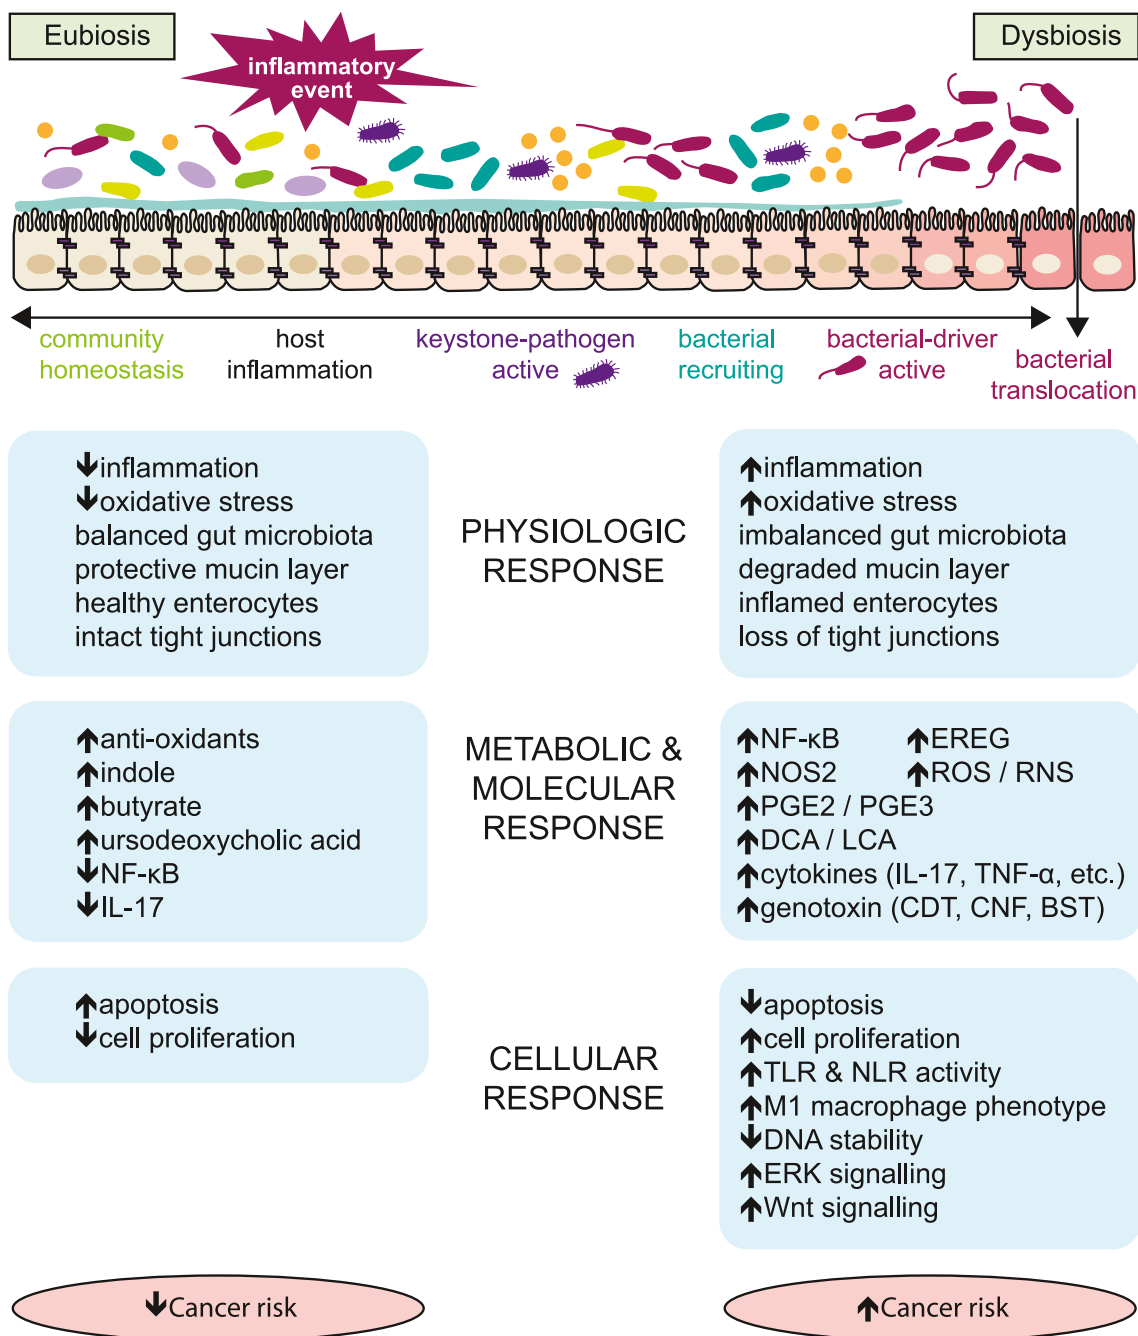 Eubiosis
Dysbiosis
inflammatory
event
community
homeostasis
host
inflammation
keystone-pathogen
active
bacterial
recruiting
bacterial-driver
active
bacterial
translocation
↓inflammation
↓oxidative stress
balanced gut microbiota
protective mucin layer
healthy enterocytes
intact tight junctions
PHYSIOLOGIC
RESPONSE
↑inflammation
↑oxidative stress
imbalanced gut microbiota
degraded mucin layer
inflamed enterocytes
loss of tight junctions
↑anti-oxidants
↑indole
↑butyrate
↑ursodeoxycholic acid
↓NF-κB
↓IL-17
METABOLIC &
MOLECULAR
RESPONSE
↑NF-κB ↑EREG
↑NOS2 ↑ROS / RNS
↑PGE2 / PGE3
↑DCA / LCA
↑cytokines (IL-17, TNF-α, etc.)
↑genotoxin (CDT, CNF, BST)
↑apoptosis
↓cell proliferation
CELLULAR
RESPONSE
↓apoptosis
↑cell proliferation
↑TLR & NLR activity
↑M1 macrophage phenotype
↓DNA stability
↑ERK signalling
↑Wnt signalling
↓Cancer risk
↑Cancer risk